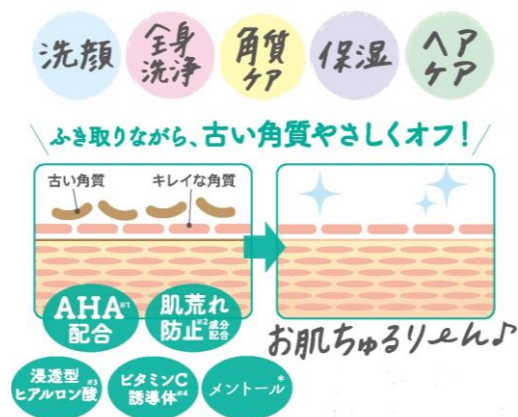 洗顔
全身
洗浄
角質
ケア
保湿
ヘア
ケア
ふき取りながら、古い角質やさしくオフ!
古い角質
キレイな角質
AHA※1
配合
肌荒れ
防止※2成分
配合
お肌ちゅるりーん♪
浸透型
ヒアルロン酸※3
ビタミンC
誘導体※4
メントール*